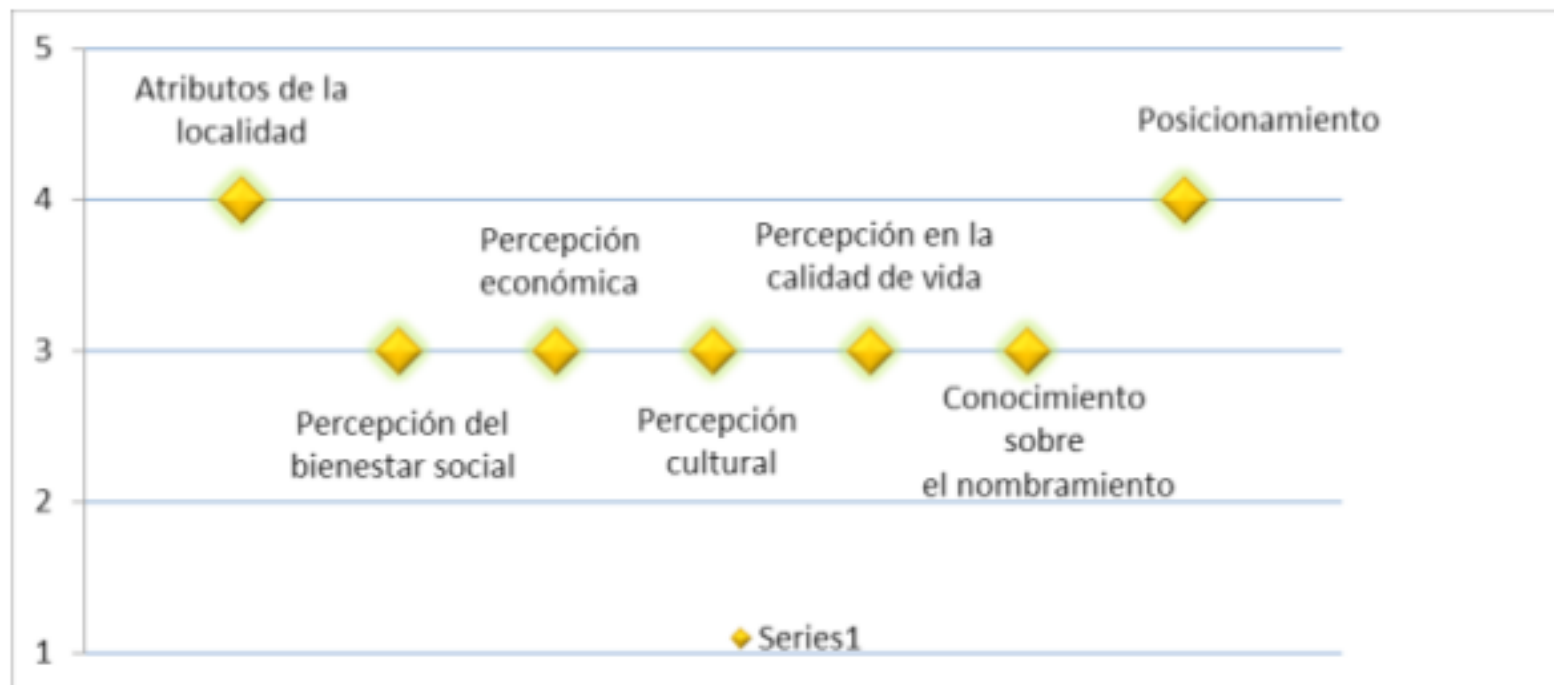 5
Atributos de la
localidad
Posicionamiento
4
Percepción
económica
Percepción en la
calidad de vida
3
Percepción del
bienestar social
Percepción
cultural
Conocimiento
sobre
el nombramiento
2
Series1
1